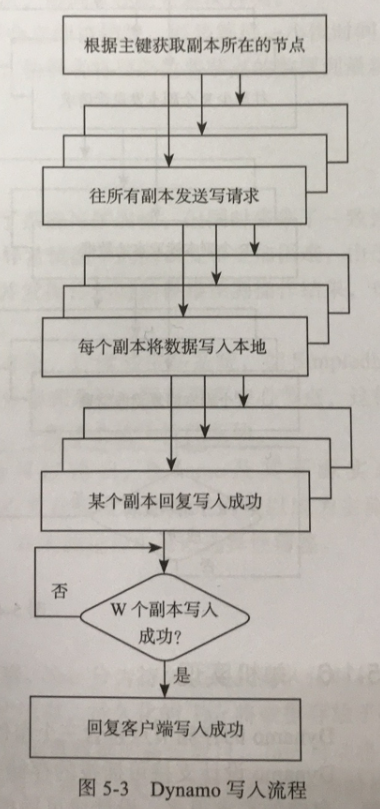 根据主键获取副本所在的节点
往所有副本发送写请求
每个副本将数据写入本地
某个副本回复写入成功
否
W 个副本写入
成功?
是
回复客户端写入成功
图 5-3 Dynamo 写入流程